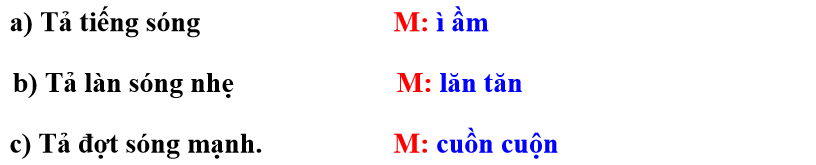 a) Tả tiếng sóng M: ì ầm
b) Tả làn sóng nhẹ M: lăn tăn
c) Tả đợt sóng mạnh. M: cuồn cuộn